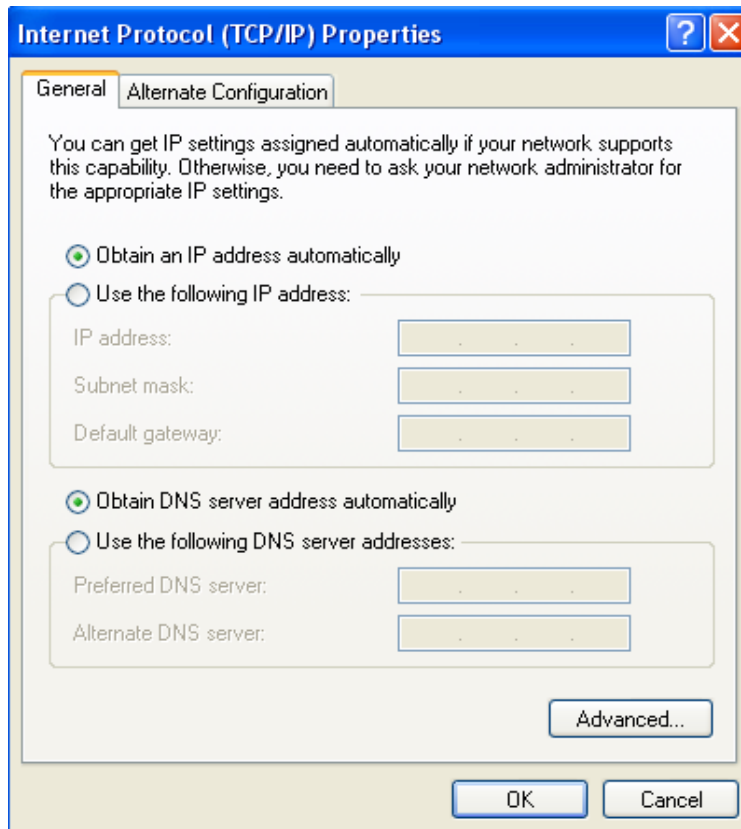 Internet Protocol (TCP/IP) Properties
General
Alternate Configuration
You can get IP settings assigned automatically if your network supports
this capability. Otherwise, you need to ask your network administrator for
the appropriate IP settings.
Obtain an IP address automatically
Use the following IP address:
IP address:
Subnet mask:
Default gateway:
Obtain DNS server address automatically
Use the following DNS server addresses:
Preferred DNS server:
Alternate DNS server:
Advanced...
OK
Cancel